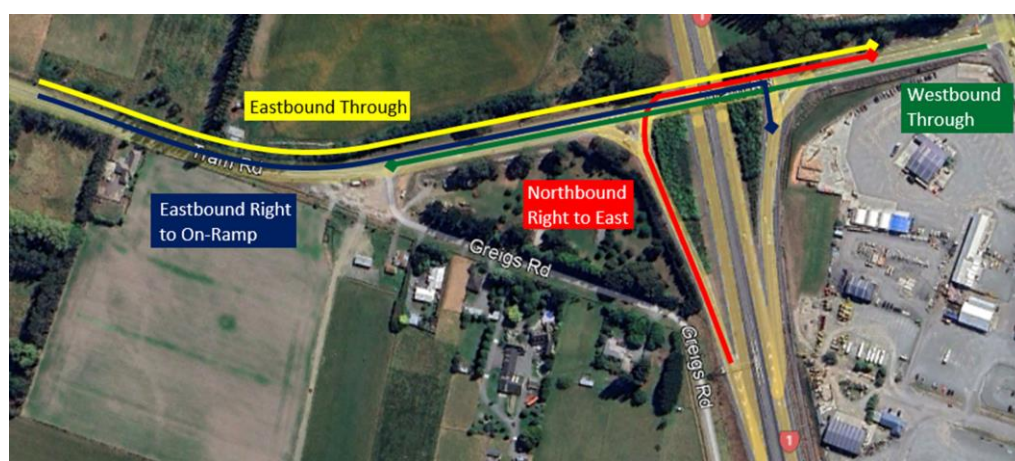 1
Eastbound Through
Westbound
Through
Tram Rd
Northbound
Right to East
Eastbound Right
to On-Ramp
Greigs Rd
Greigs Rd
1